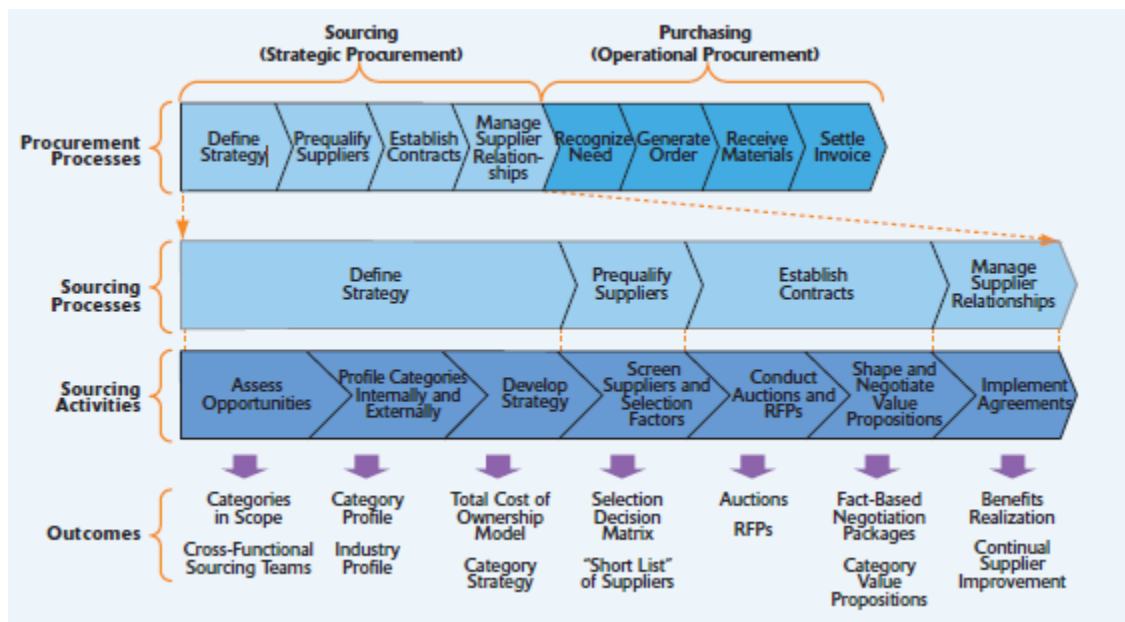 Sourcing
(Strategic Procurement)
Purchasing
(Operational Procurement)
Procurement
Processes
Define
Strategy
Prequalify
Suppliers
Establish
Contracts
Manage
Supplier
Relation-
ships
Recognize
Need
Generate
Order
Receive
Materials
Settle
Invoice
Sourcing
Processes
Define
Strategy
Prequalify
Suppliers
Establish
Contracts
Manage
Supplier
Relationships
Sourcing
Activities
Assess
Opportunities
Profile Categories
Internally and
Externally
Develop
Strategy
Screen
Suppliers and
Selection
Factors
Conduct
Auctions and
RFPs
Shape and
Negotiate
Value
Propositions
Implement
Agreements
Outcomes
Categories
in Scope
Cross-Functional
Sourcing Teams
Category
Profile
Industry
Profile
Total Cost of
Ownership
Model
Category
Strategy
Selection
Decision
Matrix
“Short List”
of Suppliers
Auctions
RFPs
Fact-Based
Negotiation
Packages
Category
Value
Propositions
Benefits
Realization
Continual
Supplier
Improvement